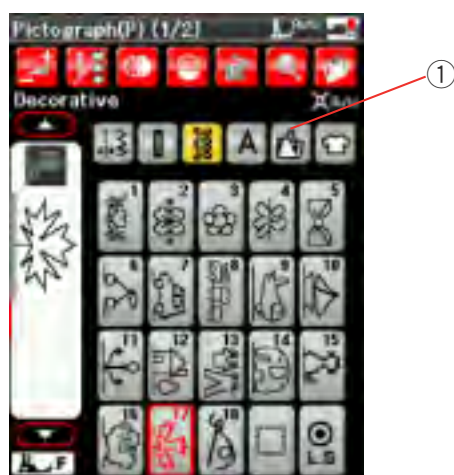 Pictograph(P) (1/2)
①
Decorative
A
1 2 3 4 5
6 7 8 9 10
11 12 13 14 15
16 17 18
L.S
F